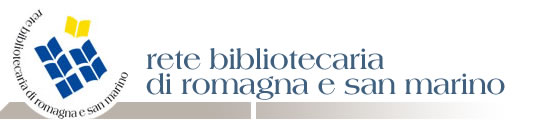 rete bibliotecaria di romagna e san marino
rete bibliotecaria
di romagna e san marino